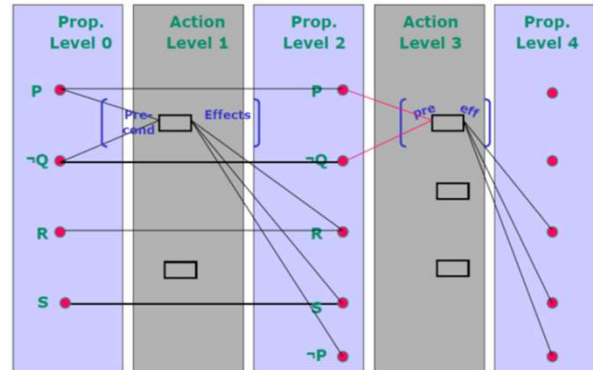 Prop. Level 0
Action Level 1
Prop. Level 2
Action Level 3
Prop. Level 4
P
Pre-cond
Effects
P
pre
eff
¬Q
¬Q
R
R
S
S
¬P